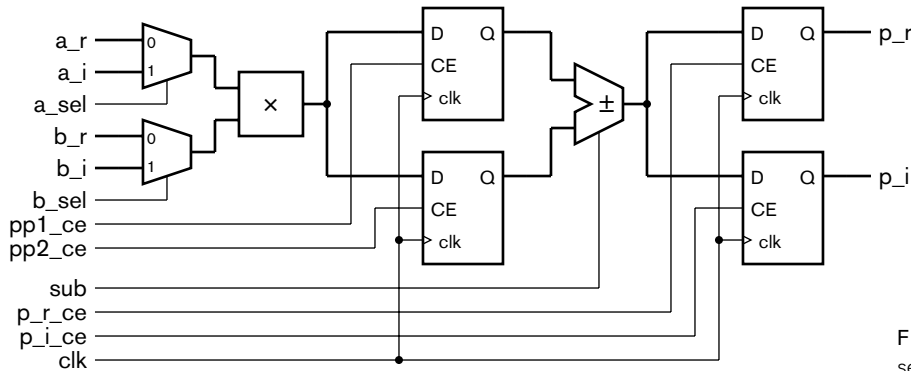 a_r
a_i
a_sel
b_r
b_i
b_sel
pp1_ce
pp2_ce
sub
p_r_ce
p_i_ce
clk
0
1
0
1
×
D Q
CE
clk
D Q
CE
clk
±
D Q
CE
clk
D Q
CE
clk
p_r
p_i